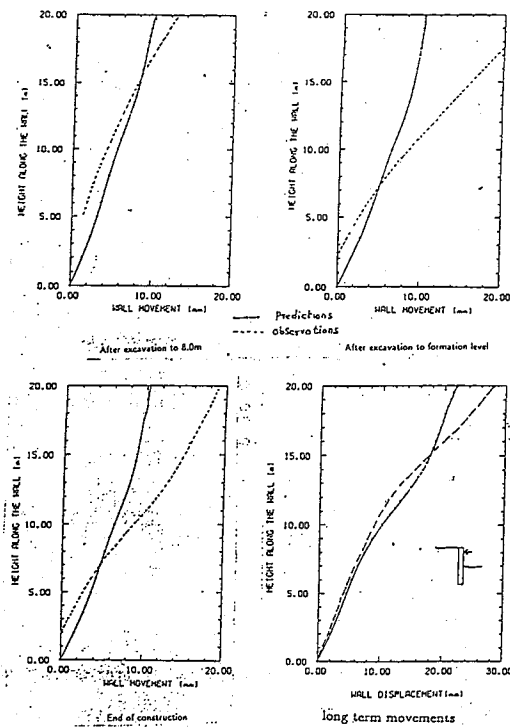 20.00
15.00
10.00
5.00
0.00
HEIGHT ALONG THE WALL [m]
0.00 10.00 20.00
WALL MOVEMENT [mm]
After excavation to 8.0m
20.00
15.00
10.00
5.00
0.00
HEIGHT ALONG THE WALL [m]
0.00 10.00 20.00
WALL MOVEMENT [mm]
After excavation to formation level
Predictions
observations
20.00
15.00
10.00
5.00
0.00
HEIGHT ALONG THE WALL [m]
0.00 10.00 20.00
WALL MOVEMENT [mm]
End of construction
20.00
15.00
10.00
5.00
0.00
HEIGHT ALONG THE WALL [m]
0.00 10.00 20.00 30.00
WALL DISPLACEMENT [mm]
long term movements